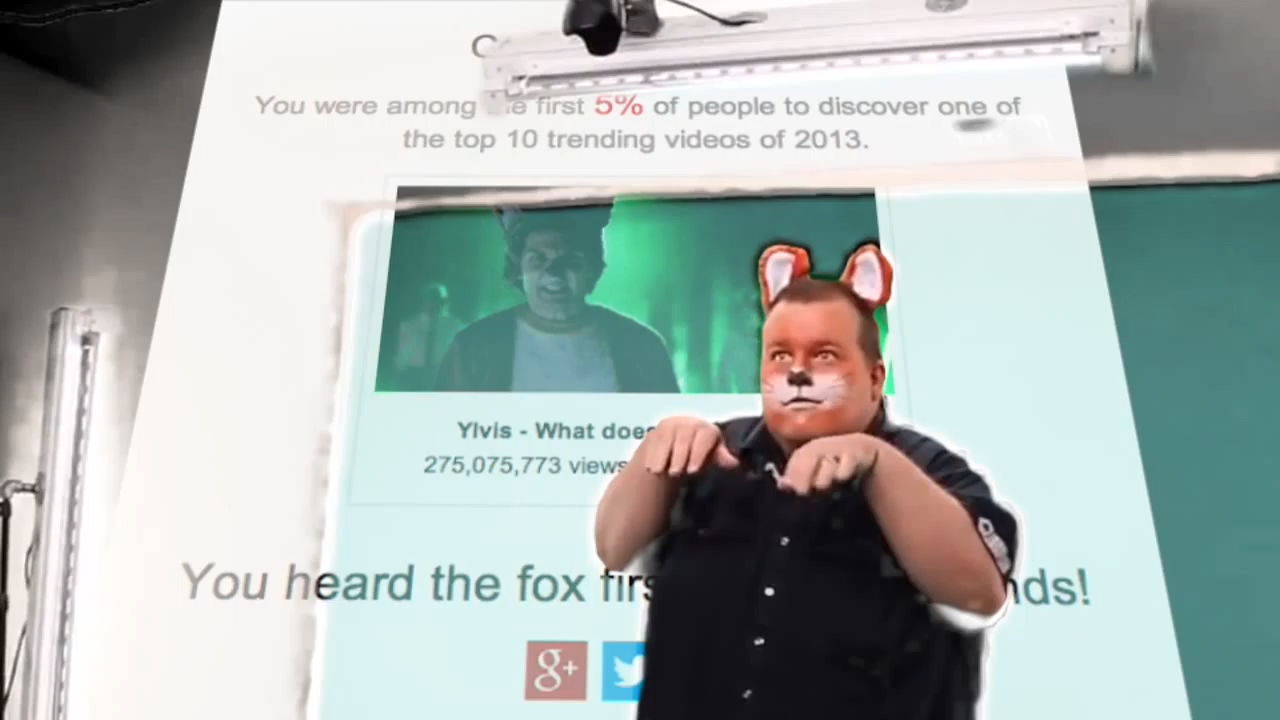 You were among e first 5% of people to discover one of
the top 10 trending videos of 2013.
Ylvis - What does
275,075,773 views
You heard the fox firs nds!
g+